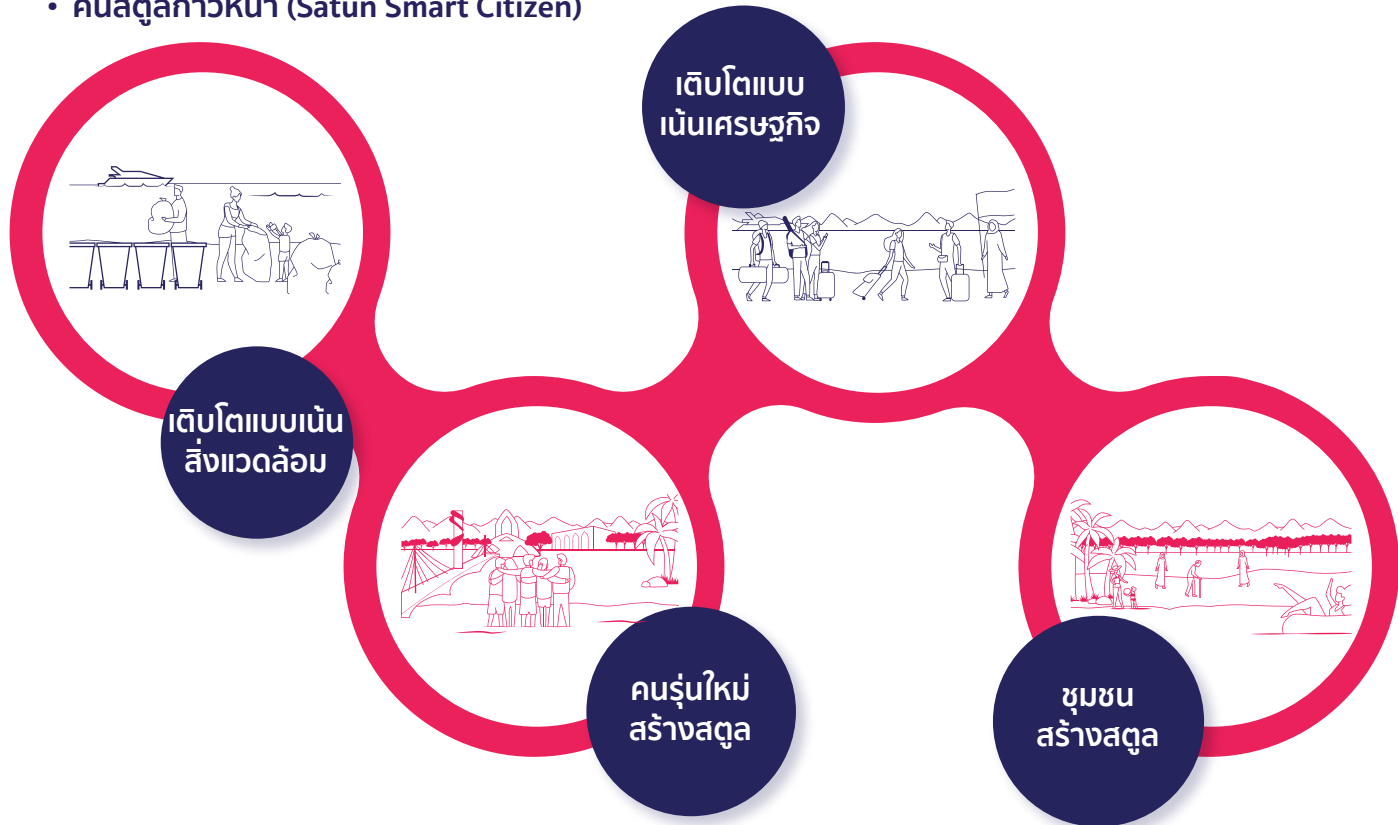 • คนสตูลก้าวหน้า (Satun Smart Citizen)
เติบโตแบบ
เน้นเศรษฐกิจ
เติบโตแบบเน้น
สิ่งแวดล้อม
คนรุ่นใหม่
สร้างสตูล
ชุมชน
สร้างสตูล